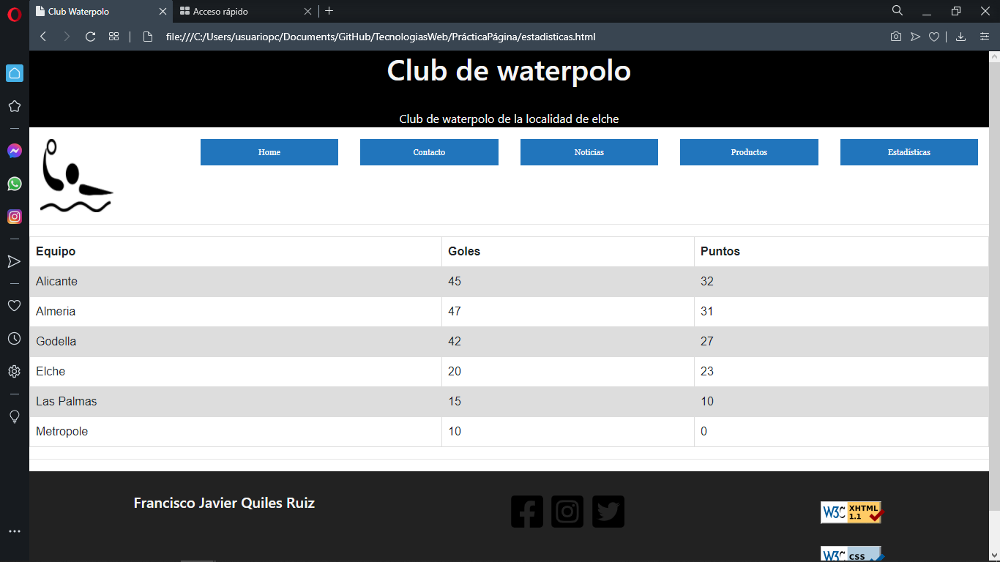 Club Waterpolo
Acceso rápido
file:///C:/Users/usuariopc/Documents/GitHub/TecnologiasWeb/PrácticaPágina/estadisticas.html
Club de waterpolo
Club de waterpolo de la localidad de elche
Home Contacto Noticias Productos Estadísticas
Equipo Goles Puntos
Alicante 45 32
Almeria 47 31
Godella 42 27
Elche 20 23
Las Palmas 15 10
Metropole 10 0
Francisco Javier Quiles Ruiz
W3C XHTML 1.1
W3C css